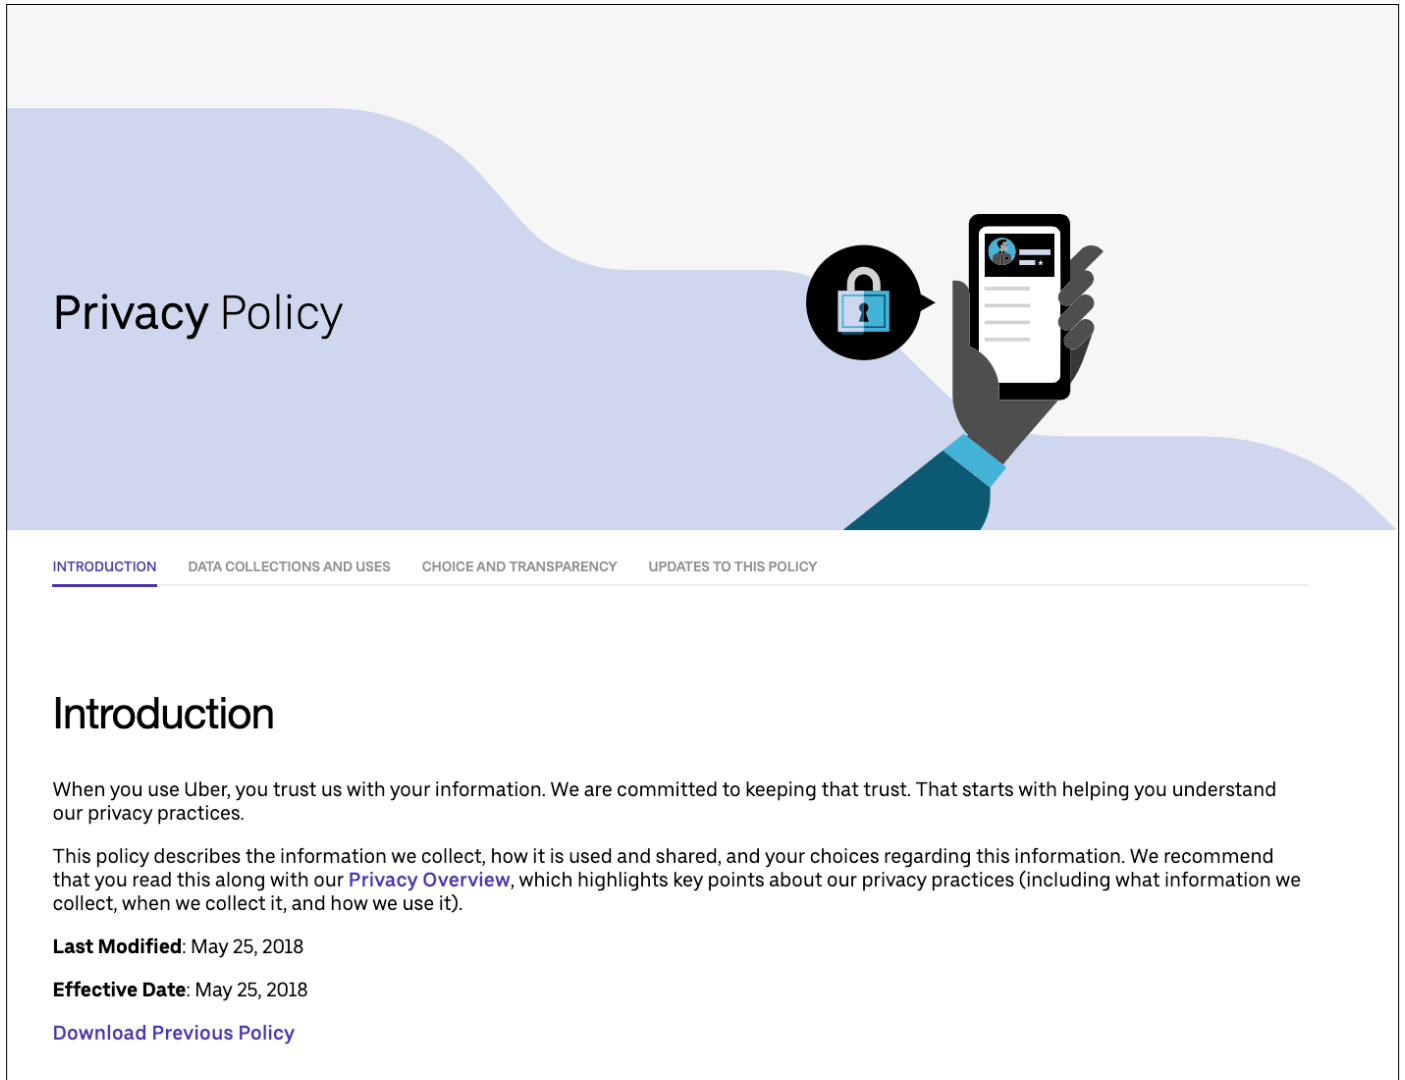 Privacy Policy
INTRODUCTION DATA COLLECTIONS AND USES CHOICE AND TRANSPARENCY UPDATES TO THIS POLICY
Introduction
When you use Uber, you trust us with your information. We are committed to keeping that trust. That starts with helping you understand
our privacy practices.
This policy describes the information we collect, how it is used and shared, and your choices regarding this information. We recommend
that you read this along with our Privacy Overview, which highlights key points about our privacy practices (including what information we
collect, when we collect it, and how we use it).
Last Modified: May 25, 2018
Effective Date: May 25, 2018
Download Previous Policy